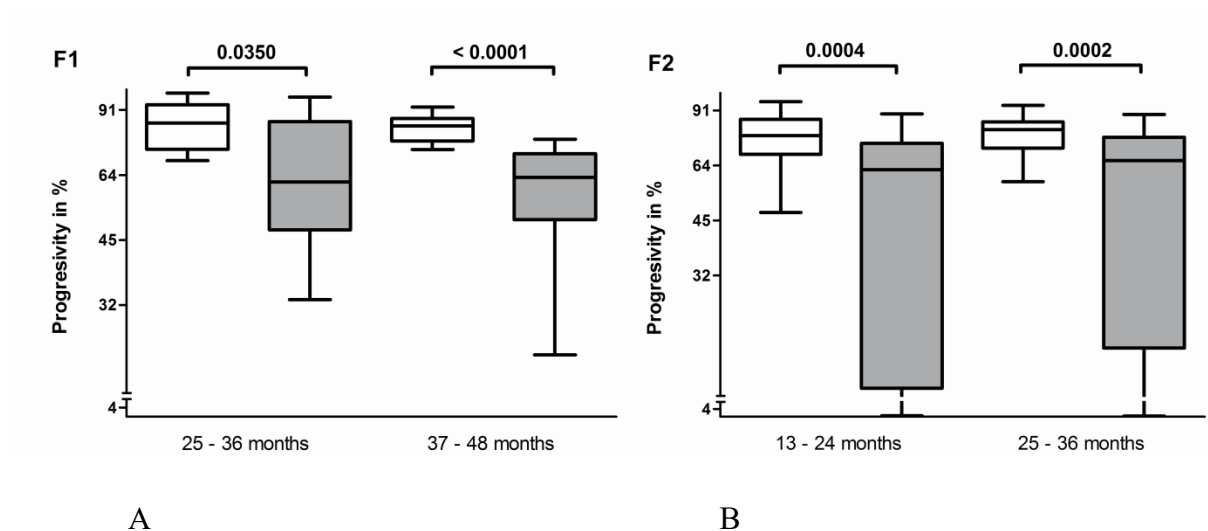 F1
0.0350
< 0.0001
Progresivity in %
91
64
45
32
4
25 - 36 months
37 - 48 months
F2
0.0004
0.0002
Progresivity in %
91
64
45
32
4
13 - 24 months
25 - 36 months
A
B